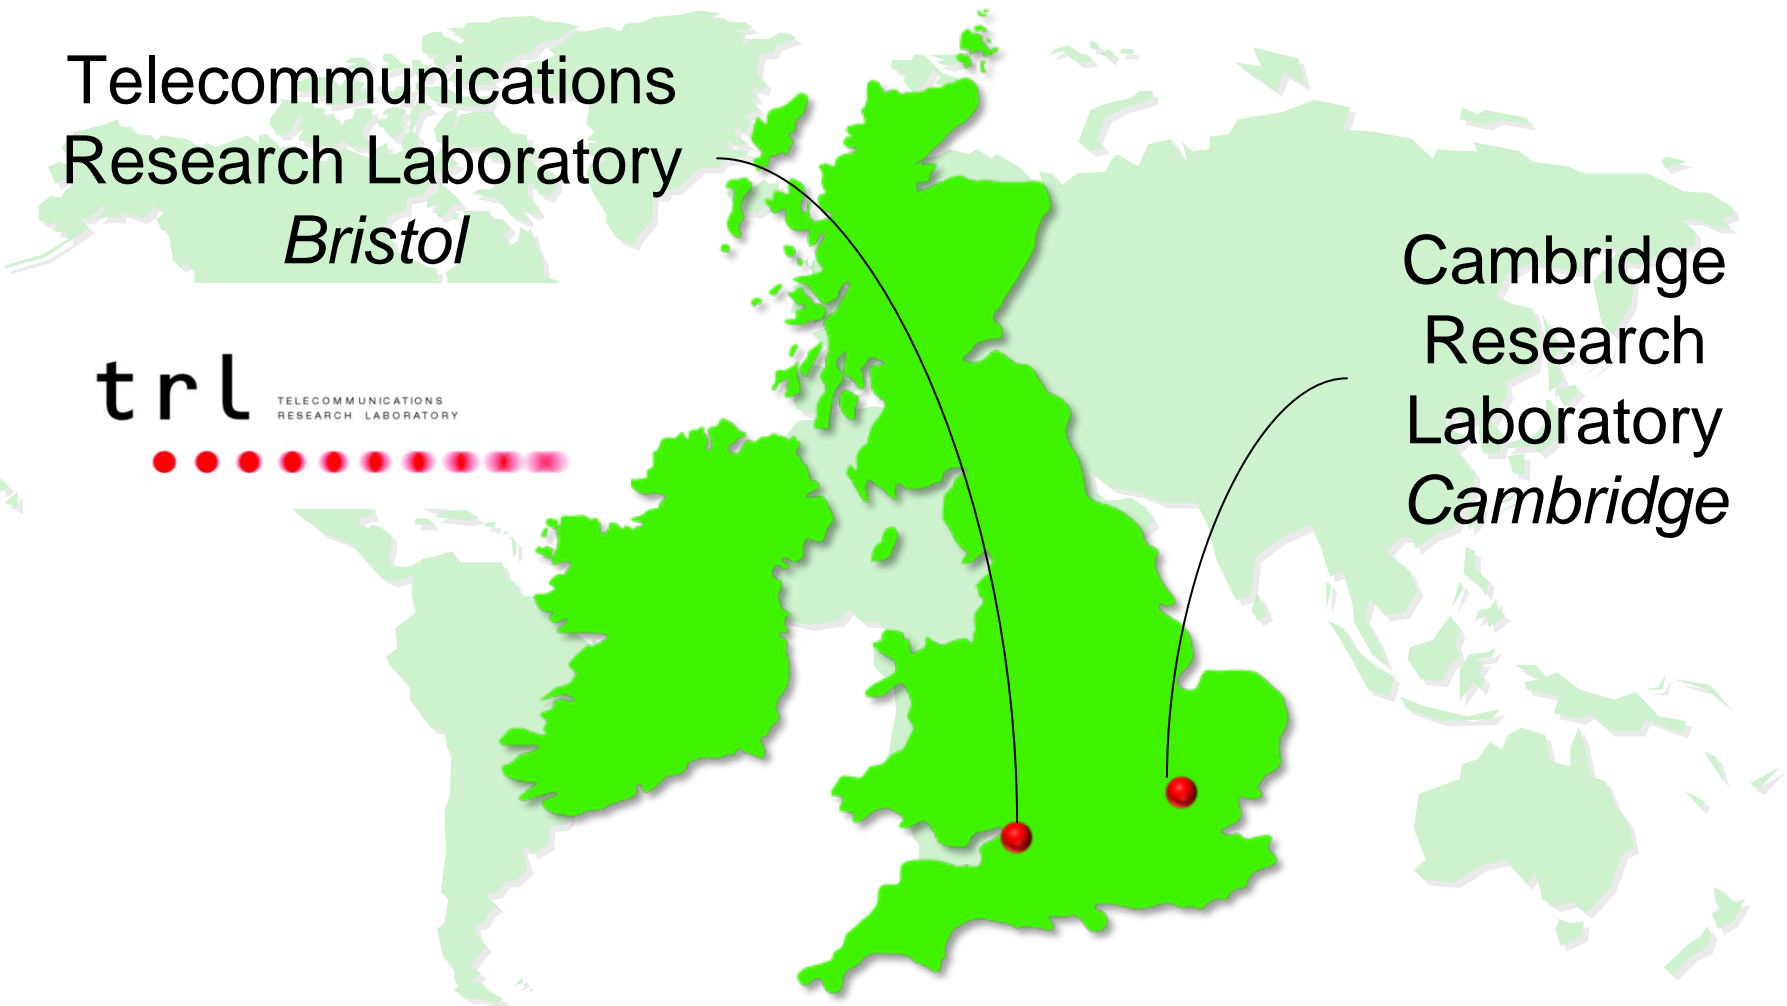 Telecommunications
Research Laboratory
Bristol
trl
TELECOMMUNICATIONS
RESEARCH LABORATORY
Cambridge
Research
Laboratory
Cambridge